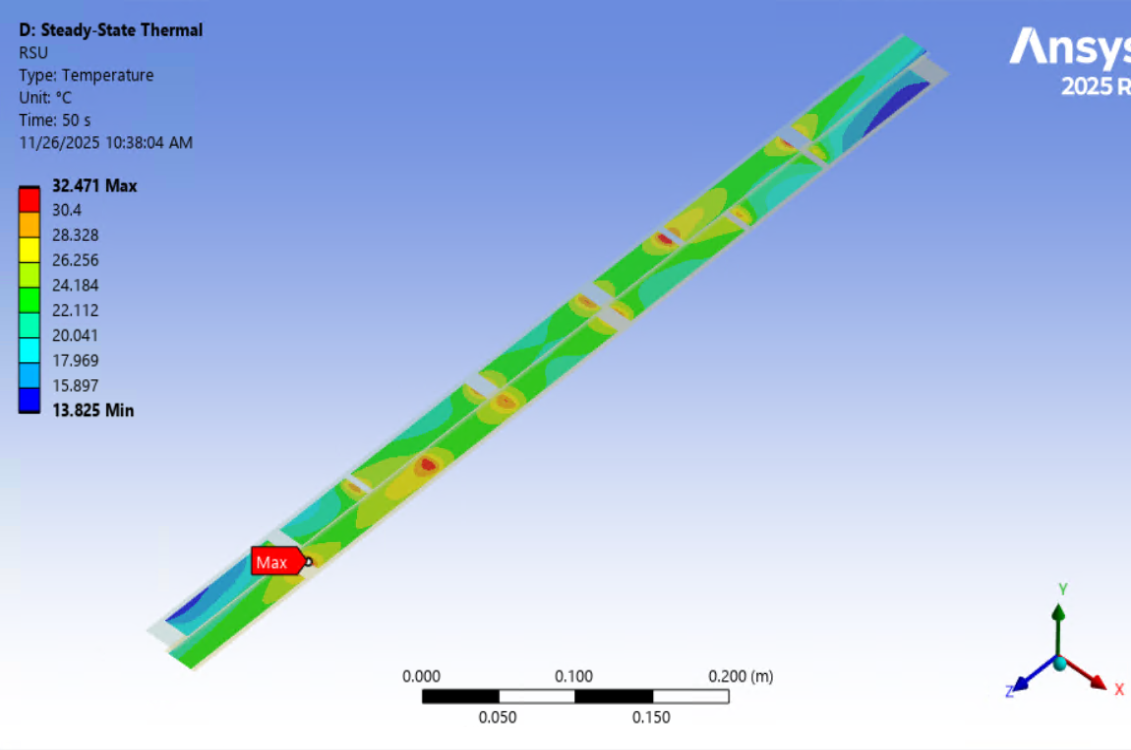 D: Steady-State Thermal
RSU
Type: Temperature
Unit: °C
Time: 50 s
11/26/2025 10:38:04 AM
32.471 Max
30.4
28.328
26.256
24.184
22.112
20.041
17.969
15.897
13.825 Min
Ansys
2025 R
Max
0.000 0.100 0.200 (m)
0.050 0.150
Y
Z X